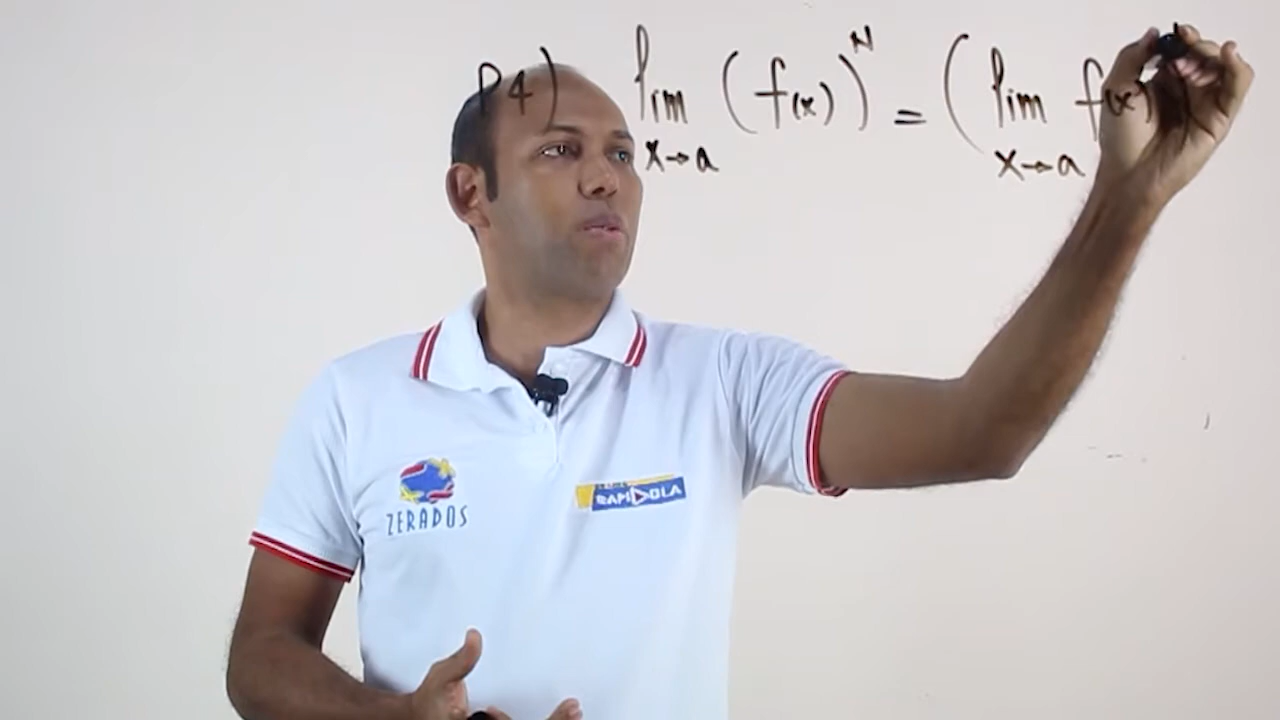 P4) lim (f(x))ᴺ = (lim f(x))
x→a x→a
ZERADOS
RAPIDOLA